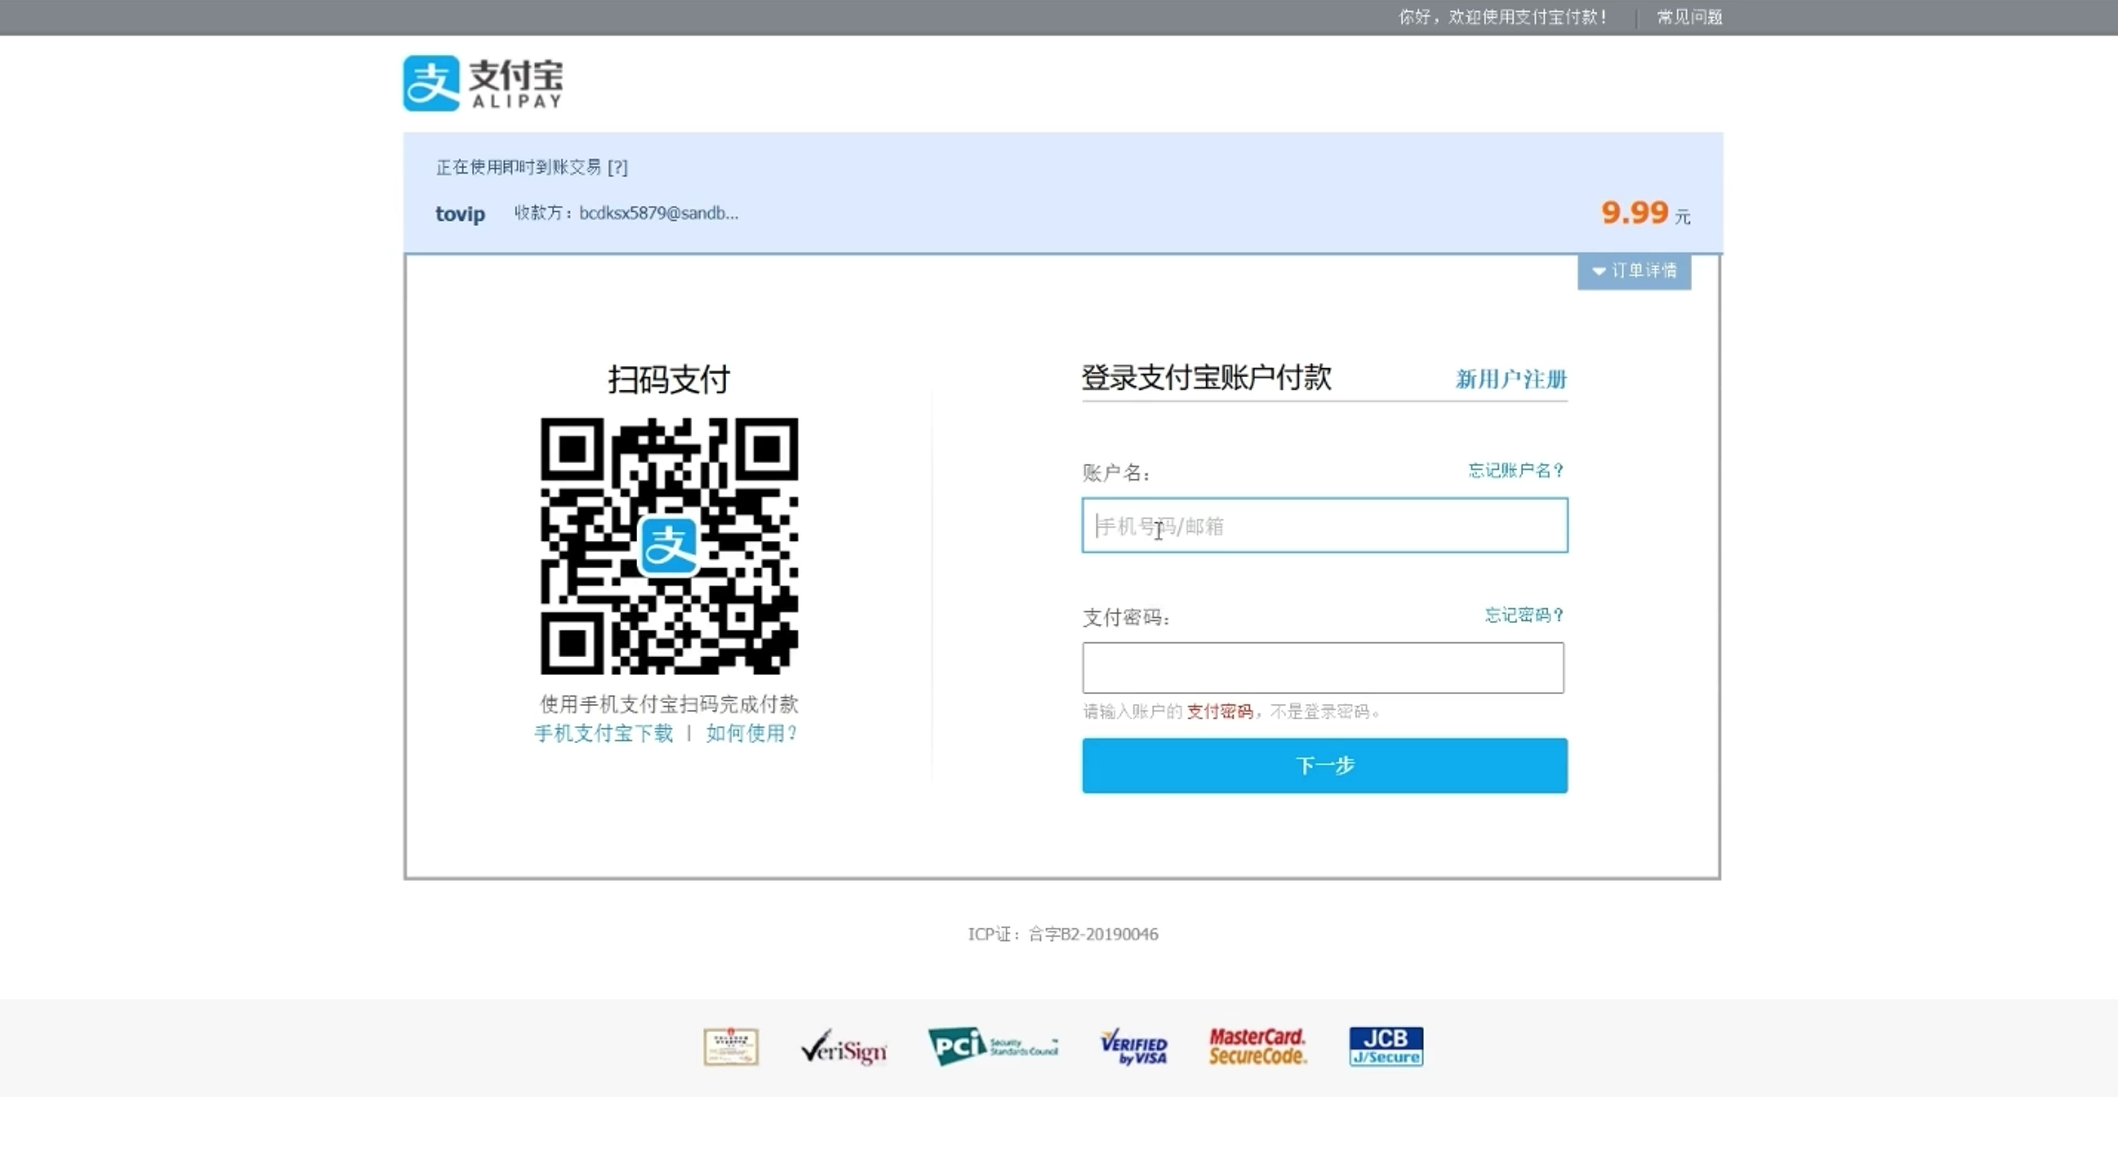 你好，欢迎使用支付宝付款！ 常见问题
支 支付宝
ALIPAY
正在使用即时到账交易 [?]
tovip 收款方：bcdksx5879@sandb... 9.99 元
订单详情
扫码支付
支
使用手机支付宝扫码完成付款
手机支付宝下载 | 如何使用?
登录支付宝账户付款 新用户注册
账户名： 忘记账户名?
手机号码/邮箱
支付密码： 忘记密码?
请输入账户的 支付密码，不是登录密码。
下一步
ICP证：合字B2-20190046
VeriSign PCI Security Standards Council VERIFIED by VISA MasterCard. SecureCode. JCB J/Secure